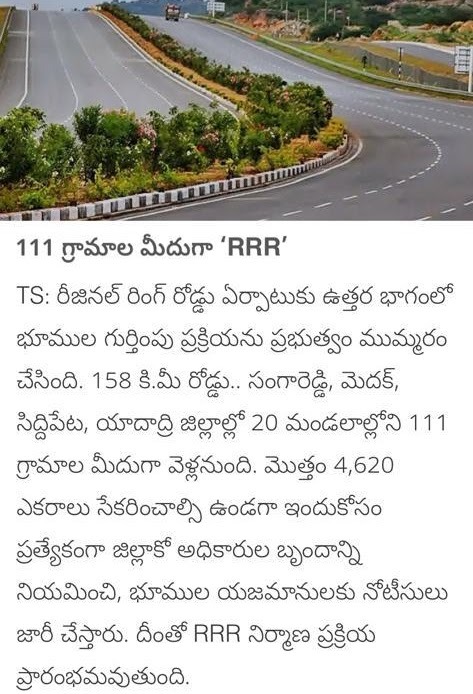 111 గ్రామాల మీదుగా ‘RRR’
TS: రీజినల్ రింగ్ రోడ్డు ఏర్పాటుకు ఉత్తర భాగంలో
భూముల గుర్తింపు ప్రక్రియను ప్రభుత్వం ముమ్మరం
చేసింది. 158 కి.మీ రోడ్డు.. సంగారెడ్డి, మెదక్,
సిద్దిపేట, యాదాద్రి జిల్లాల్లో 20 మండలాల్లోని 111
గ్రామాల మీదుగా వెళ్లనుంది. మొత్తం 4,620
ఎకరాలు సేకరించాల్సి ఉండగా ఇందుకోసం
ప్రత్యేకంగా జిల్లాకో అధికారుల బృందాన్ని
నియమించి, భూముల యజమానులకు నోటీసులు
జారీ చేస్తారు. దీంతో RRR నిర్మాణ ప్రక్రియ
ప్రారంభమవుతుంది.